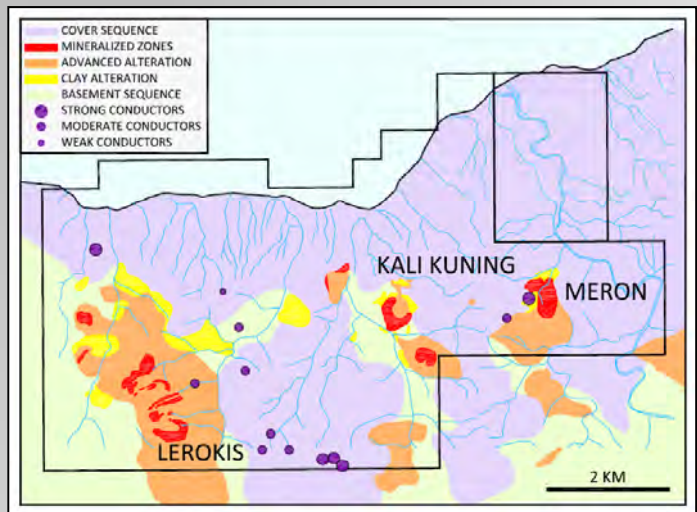 COVER SEQUENCE
MINERALIZED ZONES
ADVANCED ALTERATION
CLAY ALTERATION
BASEMENT SEQUENCE
STRONG CONDUCTORS
MODERATE CONDUCTORS
WEAK CONDUCTORS
KALI KUNING
MERON
LEROKIS
2 KM